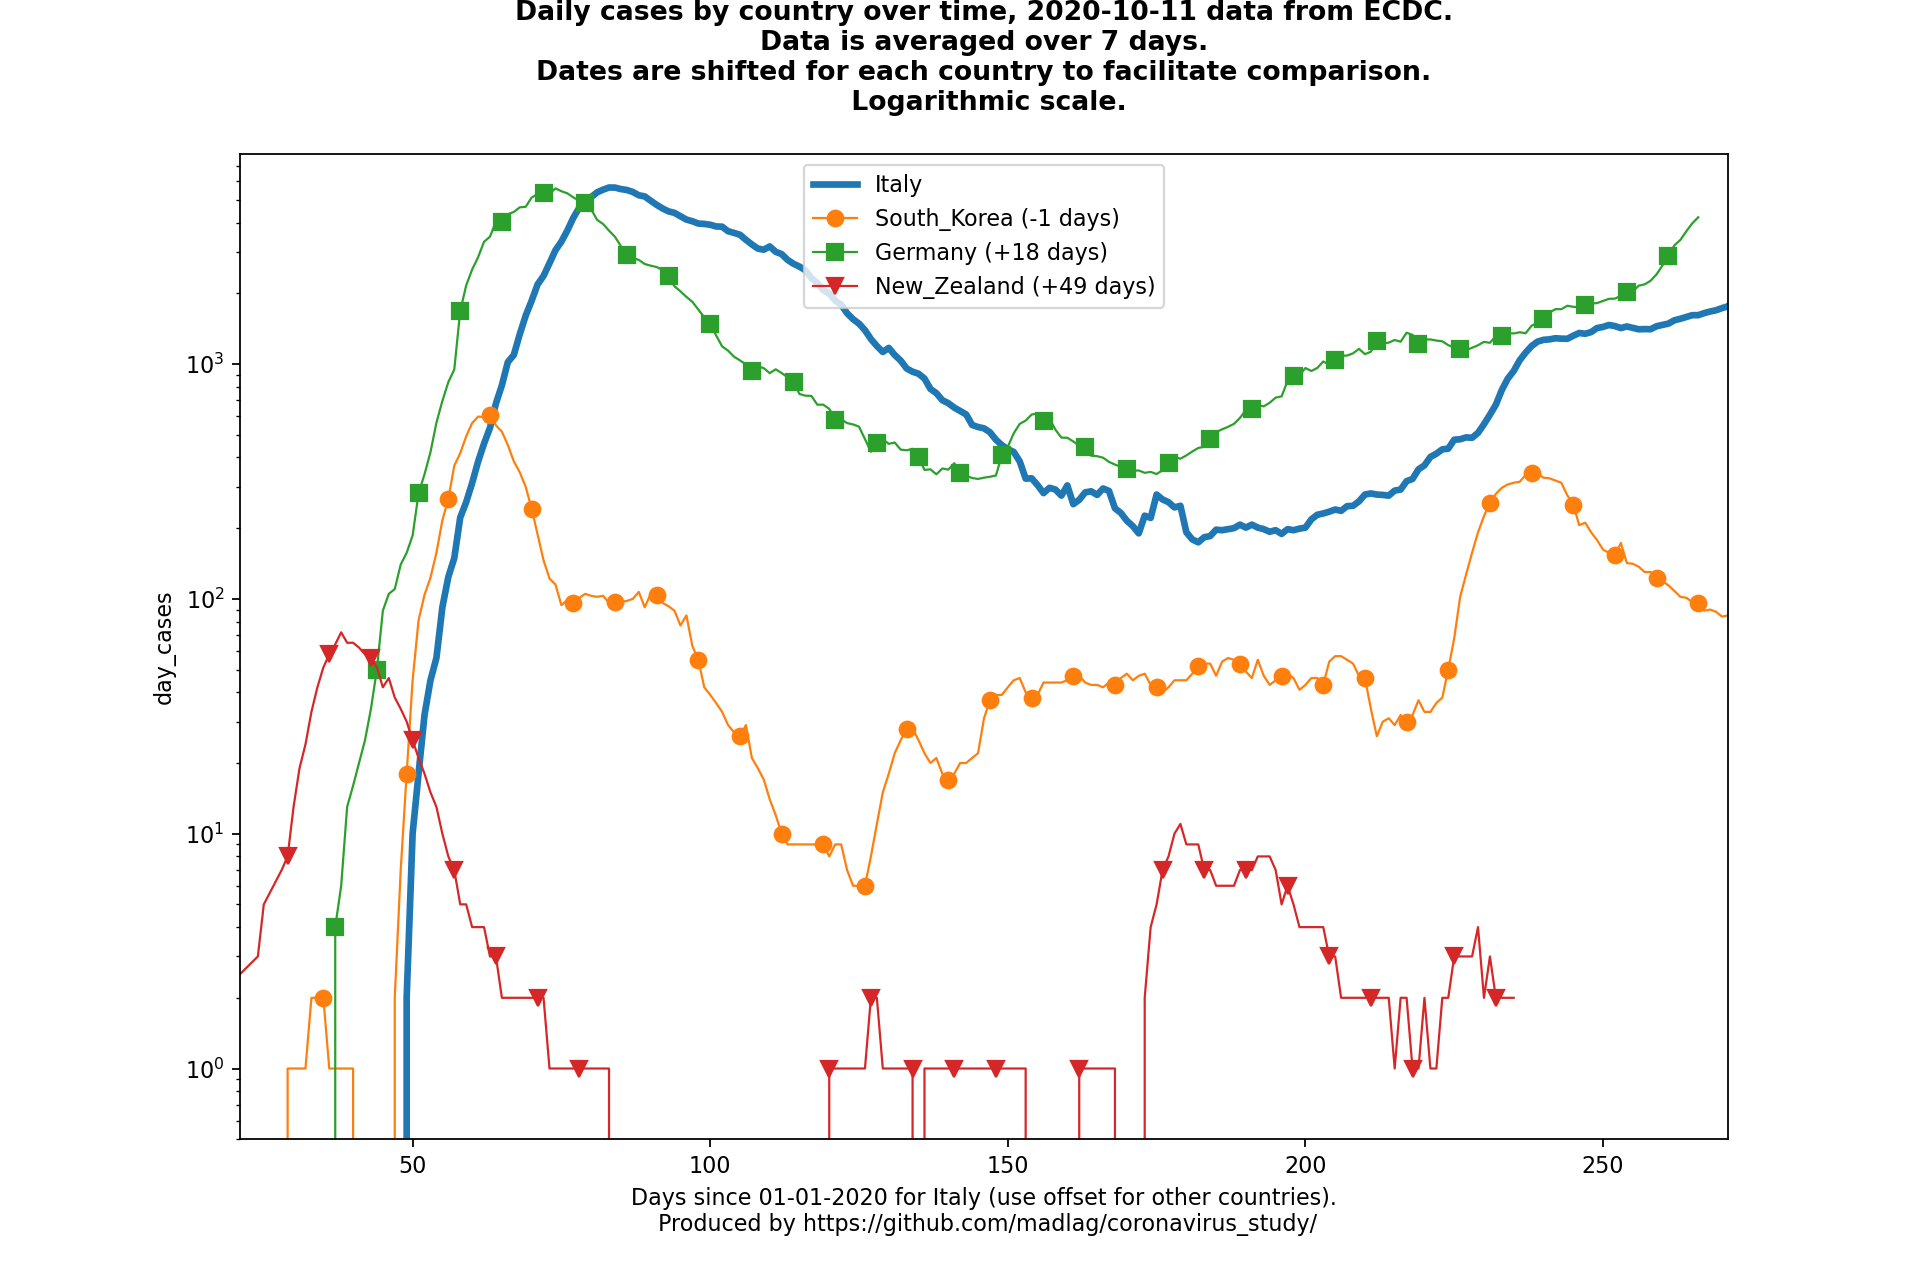 Daily cases by country over time, 2020-10-11 data from ECDC.
Data is averaged over 7 days.
Dates are shifted for each country to facilitate comparison.
Logarithmic scale.
Italy
South_Korea (-1 days)
Germany (+18 days)
New_Zealand (+49 days)
day_cases
10³
10²
10¹
10⁰
50 100 150 200 250
Days since 01-01-2020 for Italy (use offset for other countries).
Produced by https://github.com/madlag/coronavirus_study/